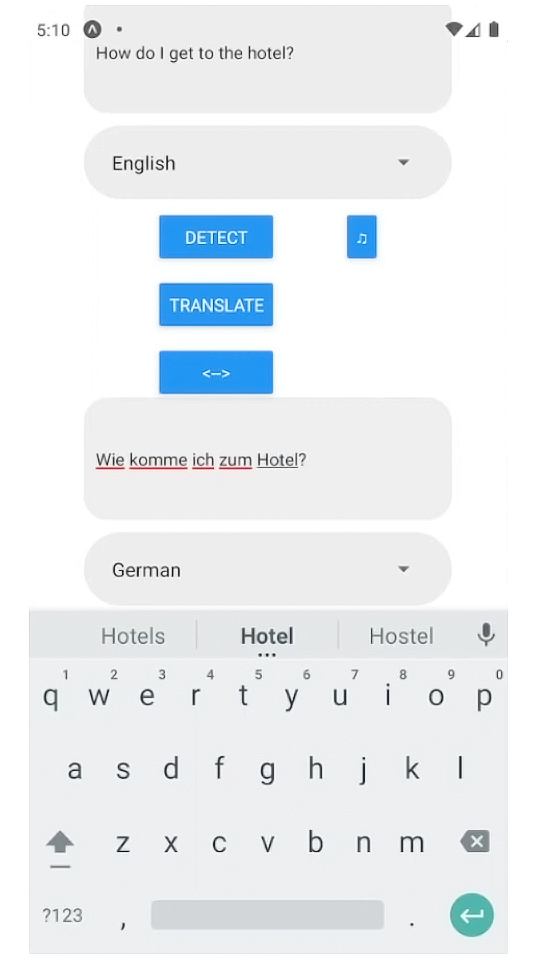 5:10
How do I get to the hotel?
English
DETECT ♫
TRANSLATE
<-->
Wie komme ich zum Hotel?
German
Hotels Hotel Hostel
1 2 3 4 5 6 7 8 9 0
q w e r t y u i o p
a s d f g h j k l
z x c v b n m
?123 , .